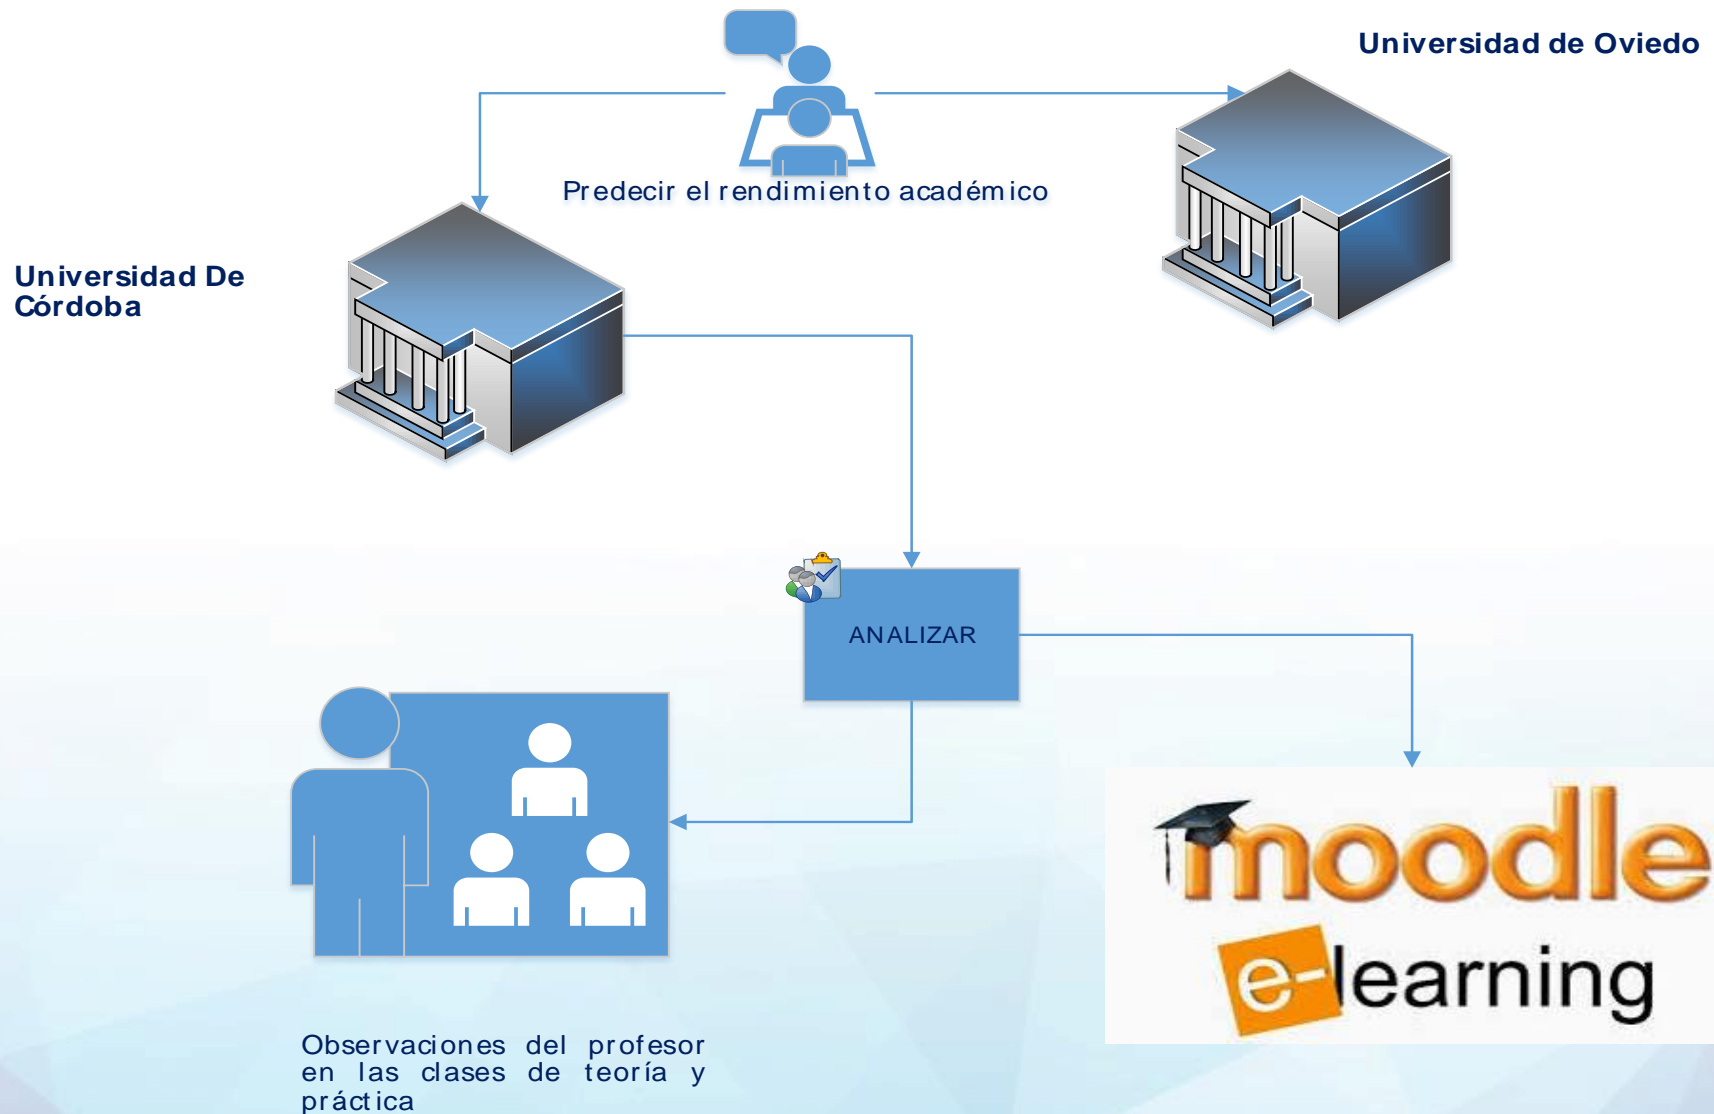 Universidad de Oviedo
Predecir el rendimiento académico
Universidad De
Córdoba
ANALIZAR
moodle
e-learning
Observaciones del profesor
en las clases de teoría y
práctica